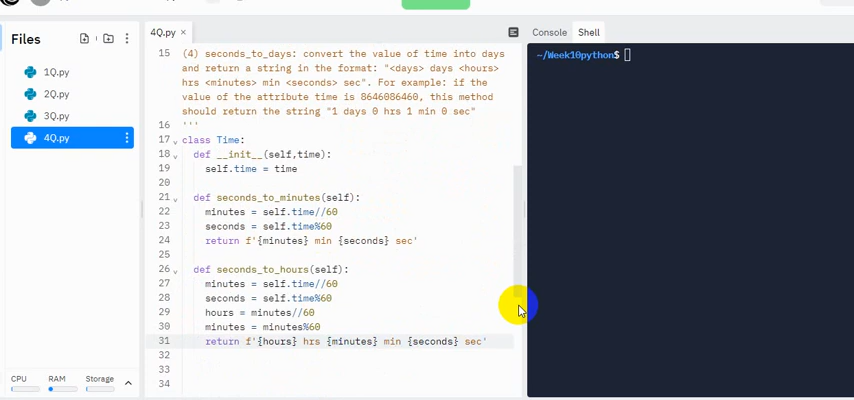 Files
1Q.py
2Q.py
3Q.py
4Q.py
CPU RAM Storage
4Q.py ×
15 (4) seconds_to_days: convert the value of time into days
and return a string in the format: "<days> days <hours>
hrs <minutes> min <seconds> sec". For example: if the
value of the attribute time is 8646086460, this method
should return the string "1 days 0 hrs 1 min 0 sec"
16 '''
17 class Time:
18 def __init__(self,time):
19 self.time = time
20
21 def seconds_to_minutes(self):
22 minutes = self.time//60
23 seconds = self.time%60
24 return f'{minutes} min {seconds} sec'
25
26 def seconds_to_hours(self):
27 minutes = self.time//60
28 seconds = self.time%60
29 hours = minutes//60
30 minutes = minutes%60
31 return f'{hours} hrs {minutes} min {seconds} sec'
32
33
34
Console Shell
~/Week10python$